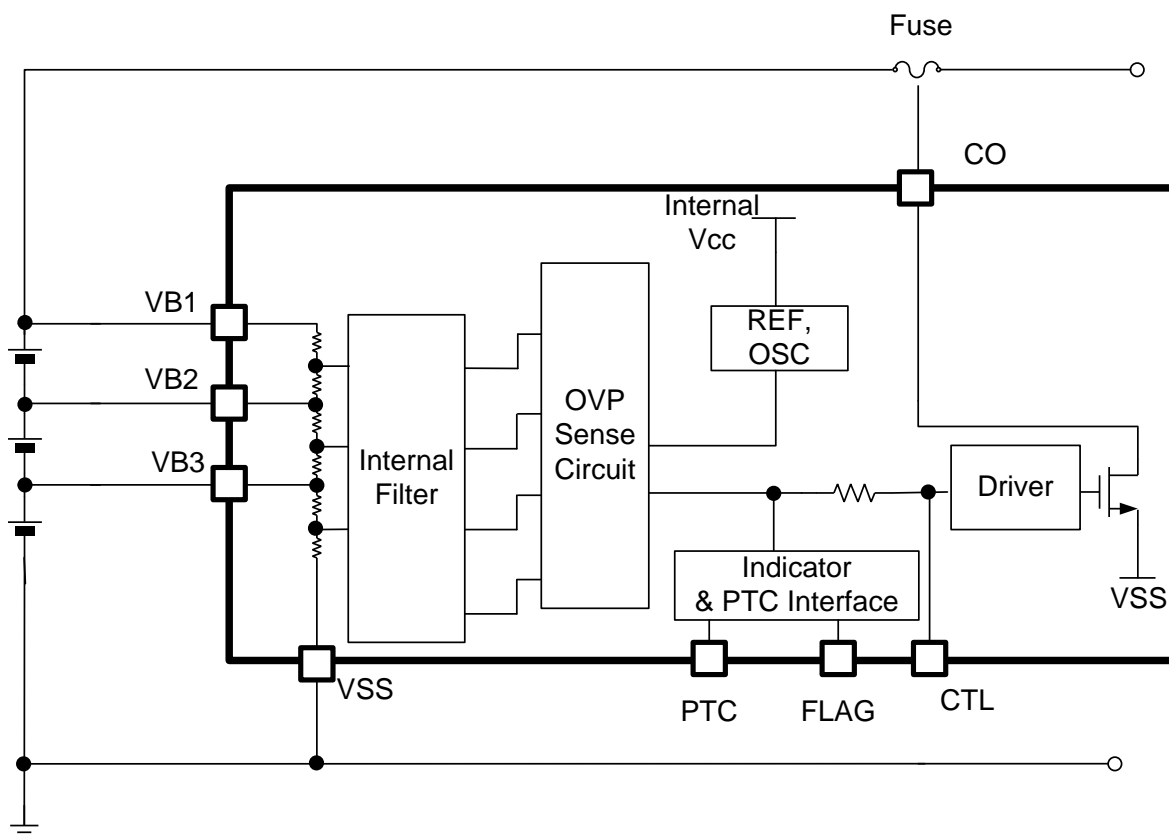 Fuse
CO
Internal
Vcc
VB1
REF,
OSC
VB2
OVP
Sense
Circuit
VB3
Internal
Filter
Driver
Indicator
& PTC Interface
VSS
VSS
PTC
FLAG
CTL